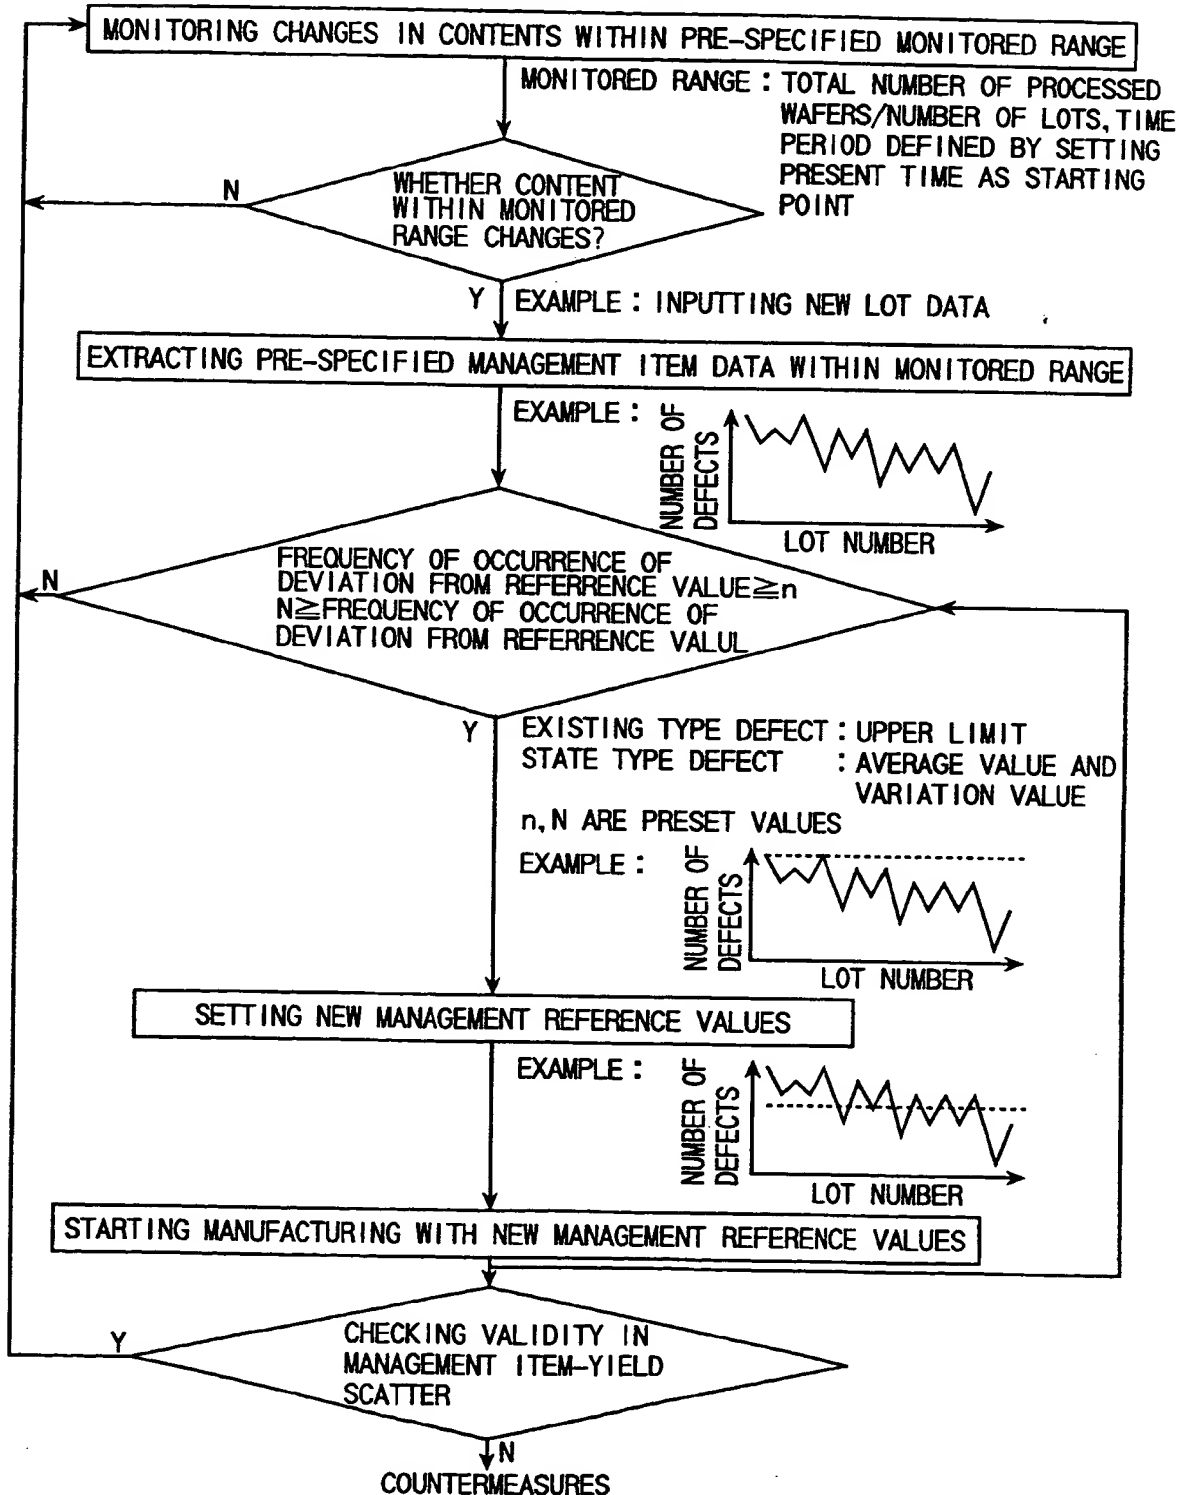 MONITORING CHANGES IN CONTENTS WITHIN PRE-SPECIFIED MONITORED RANGE
MONITORED RANGE : TOTAL NUMBER OF PROCESSED
WAFERS/NUMBER OF LOTS, TIME
PERIOD DEFINED BY SETTING
PRESENT TIME AS STARTING
POINT
N
WHETHER CONTENT
WITHIN MONITORED
RANGE CHANGES?
Y
EXAMPLE : INPUTTING NEW LOT DATA
EXTRACTING PRE-SPECIFIED MANAGEMENT ITEM DATA WITHIN MONITORED RANGE
EXAMPLE :
NUMBER OF
DEFECTS
LOT NUMBER
N
FREQUENCY OF OCCURRENCE OF
DEVIATION FROM REFERRENCE VALUE≧n
N≧FREQUENCY OF OCCURRENCE OF
DEVIATION FROM REFERRENCE VALUL
Y
EXISTING TYPE DEFECT : UPPER LIMIT
STATE TYPE DEFECT : AVERAGE VALUE AND
VARIATION VALUE
n, N ARE PRESET VALUES
EXAMPLE :
NUMBER OF
DEFECTS
LOT NUMBER
SETTING NEW MANAGEMENT REFERENCE VALUES
EXAMPLE :
NUMBER OF
DEFECTS
LOT NUMBER
STARTING MANUFACTURING WITH NEW MANAGEMENT REFERENCE VALUES
Y
CHECKING VALIDITY IN
MANAGEMENT ITEM-YIELD
SCATTER
N
COUNTERMEASURES